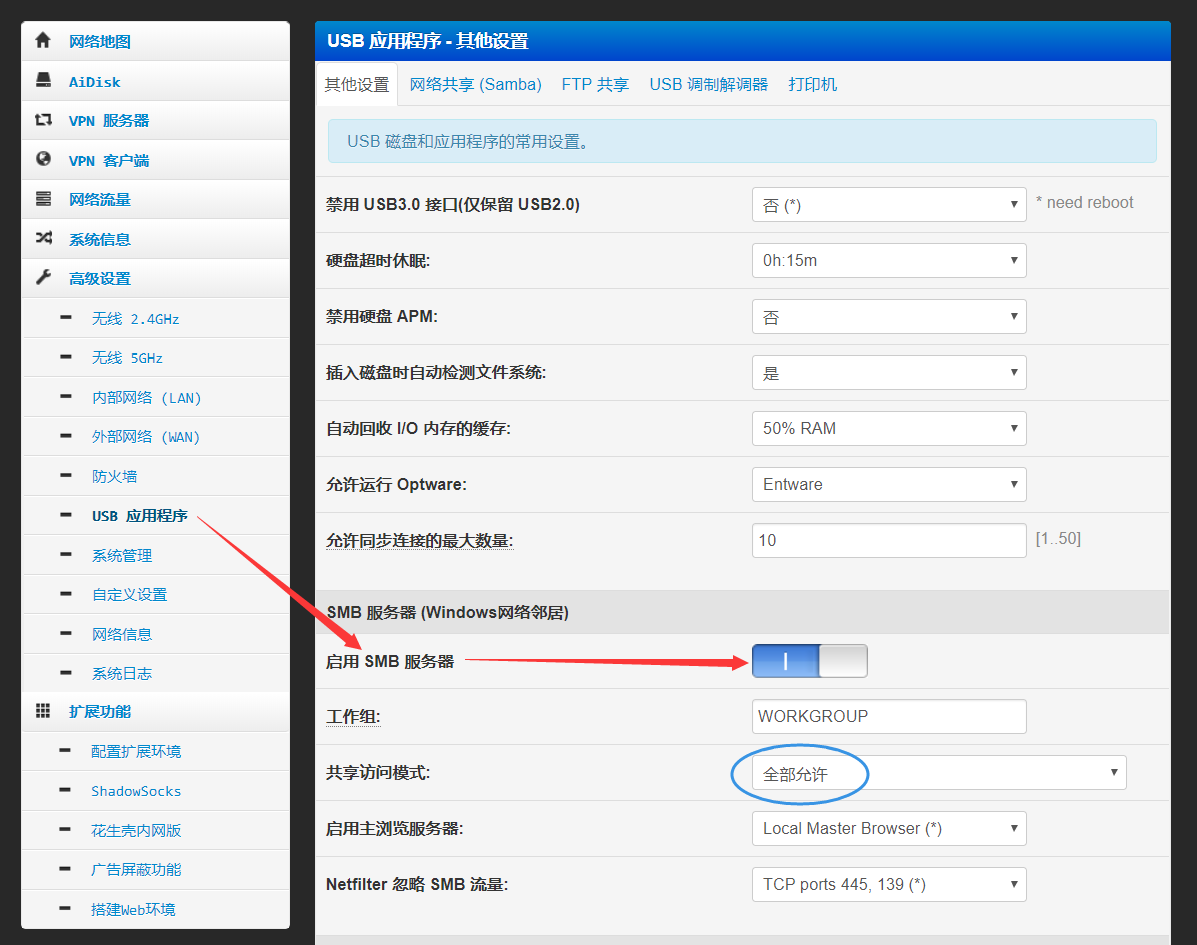 网络地图
AiDisk
VPN 服务器
VPN 客户端
网络流量
系统信息
高级设置
无线 2.4GHz
无线 5GHz
内部网络 (LAN)
外部网络 (WAN)
防火墙
USB 应用程序
系统管理
自定义设置
网络信息
系统日志
扩展功能
配置扩展环境
ShadowSocks
花生壳内网版
广告屏蔽功能
搭建Web环境
USB 应用程序 - 其他设置
其他设置 网络共享 (Samba) FTP 共享 USB 调制解调器 打印机
USB 磁盘和应用程序的常用设置。
禁用 USB3.0 接口(仅保留 USB2.0) 否 (*) * need reboot
硬盘超时休眠: 0h:15m
禁用硬盘 APM: 否
插入磁盘时自动检测文件系统: 是
自动回收 I/O 内存的缓存: 50% RAM
允许运行 Optware: Entware
允许同步连接的最大数量: 10 [1..50]
SMB 服务器 (Windows网络邻居)
启用 SMB 服务器
工作组: WORKGROUP
共享访问模式: 全部允许
启用主浏览服务器: Local Master Browser (*)
Netfilter 忽略 SMB 流量: TCP ports 445, 139 (*)